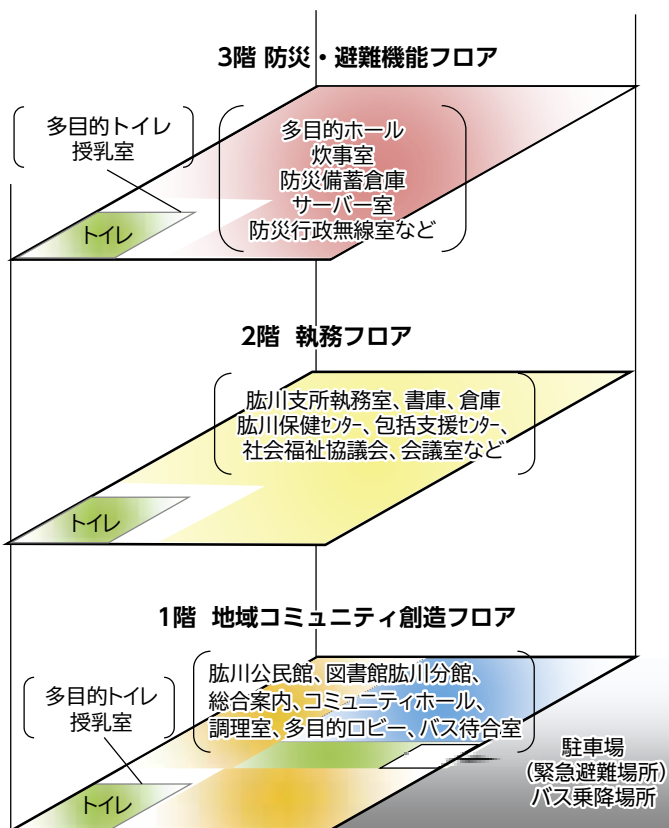 3階 防災・避難機能フロア
多目的トイレ
授乳室
多目的ホール
炊事室
防災備蓄倉庫
サーバー室
防災行政無線室など
トイレ
2階 執務フロア
肱川支所執務室、書庫、倉庫
肱川保健センター、包括支援センター、
社会福祉協議会、会議室など
トイレ
1階 地域コミュニティ創造フロア
多目的トイレ
授乳室
肱川公民館、図書館肱川分館、
総合案内、コミュニティホール、
調理室、多目的ロビー、バス待合室
トイレ
駐車場
(緊急避難場所)
バス乗降場所